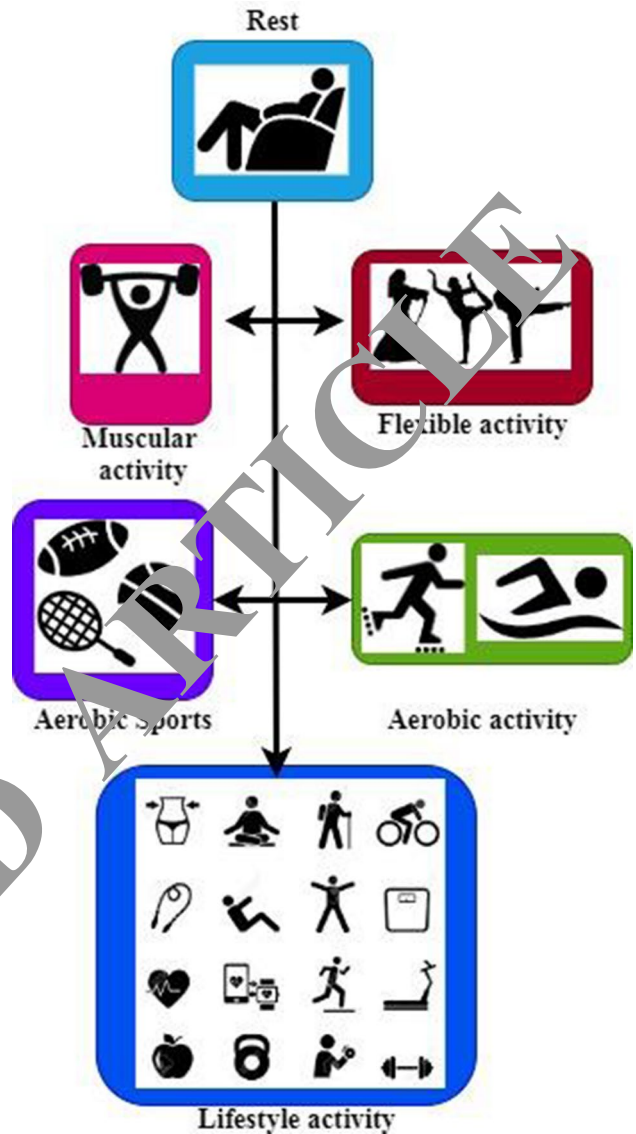 Rest
Muscular
activity
Flexible activity
Aerobic Sports
Aerobic activity
Lifestyle activity
D ARTICLE